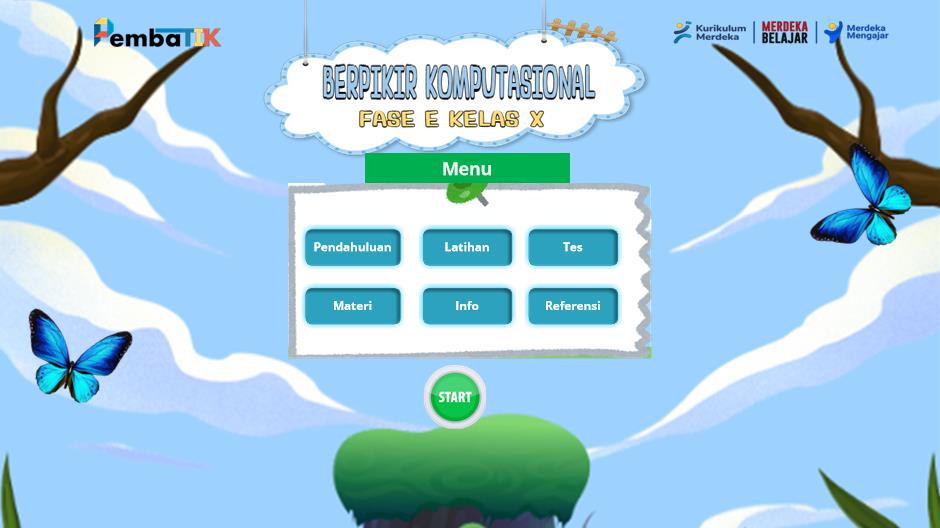 PembaTIK
Kurikulum
Merdeka
MERDEKA
BELAJAR
Merdeka
Mengajar
BERPIKIR KOMPUTASIONAL
FASE E KELAS X
Menu
Pendahuluan
Latihan
Tes
Materi
Info
Referensi
START